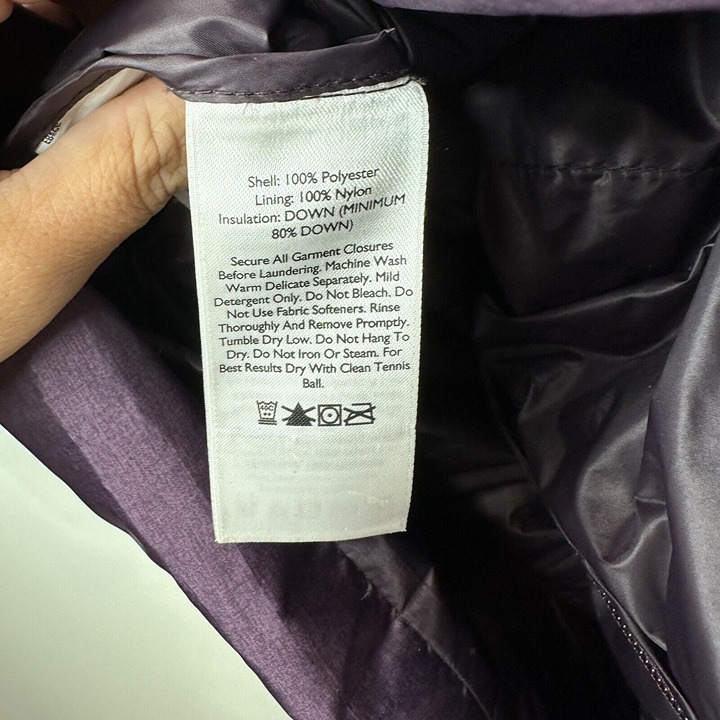 Shell: 100% Polyester
Lining: 100% Nylon
Insulation: DOWN (MINIMUM
80% DOWN)
Secure All Garment Closures
Before Laundering. Machine Wash
Warm Delicate Separately. Mild
Detergent Only. Do Not Bleach. Do
Not Use Fabric Softeners. Rinse
Thoroughly And Remove Promptly.
Tumble Dry Low. Do Not Hang To
Dry. Do Not Iron Or Steam. For
Best Results Dry With Clean Tennis
Ball.
40C